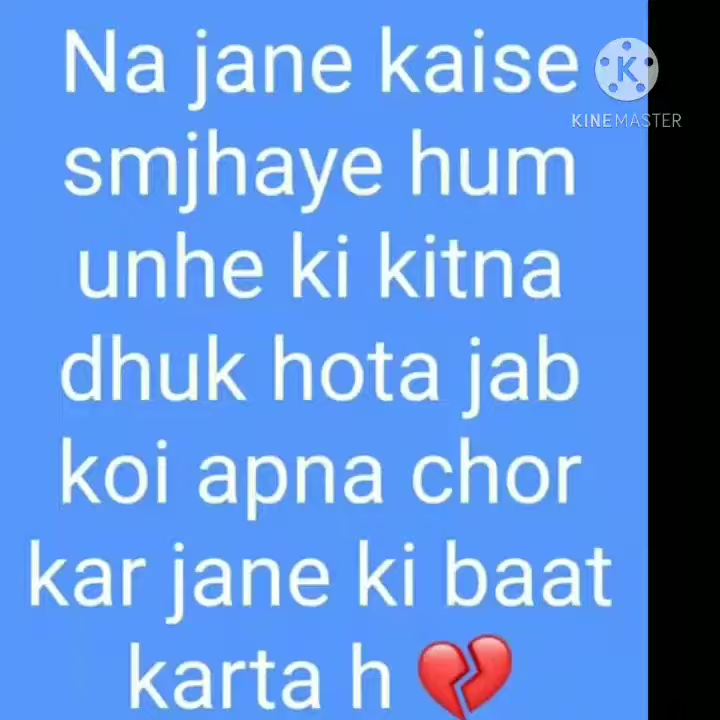 Na jane kaise
KINEMASTER
smjhaye hum
unhe ki kitna
dhuk hota jab
koi apna chor
kar jane ki baat
karta h 💔